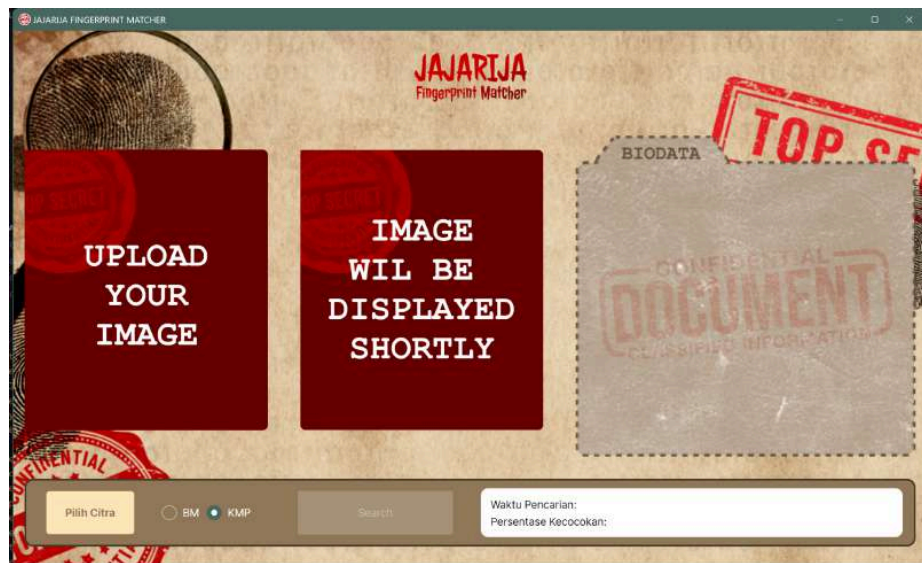 JAJARIJA FINGERPRINT MATCHER
JAJARIJA
Fingerprint Matcher
TOP
BIODATA
UPLOAD
YOUR
IMAGE
IMAGE
WIL BE
DISPLAYED
SHORTLY
CONFIDENTIAL
DOCUMENT
CLASSIFIED INFORMATION
CONFIDENTIAL
Pilih Citra
BM
KMP
Search
Waktu Pencarian:
Persentase Kecocokan: